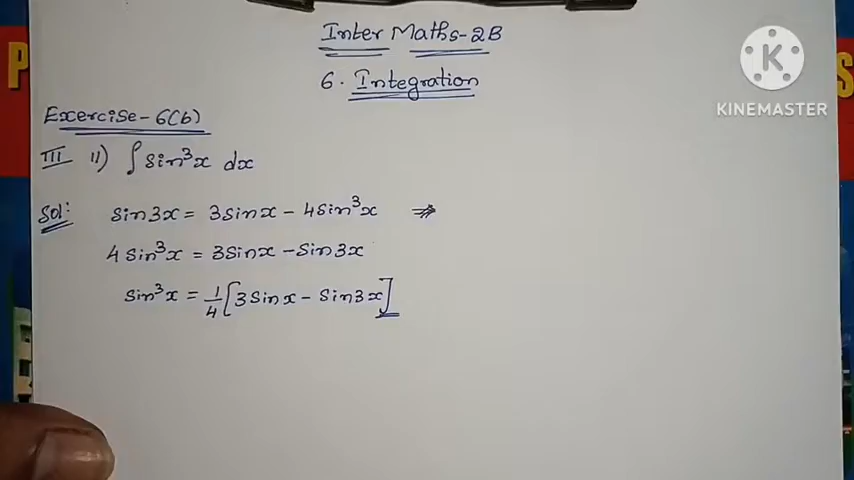 Inter Maths-2B
6. Integration
KINEMASTER
Exercise-6(b)
III 11) ∫ Sin³x dx
Sol: Sin3x = 3Sinx - 4Sin³x ⇒
4Sin³x = 3Sinx - Sin3x
Sin³x = 1/4 [3Sinx - Sin3x]